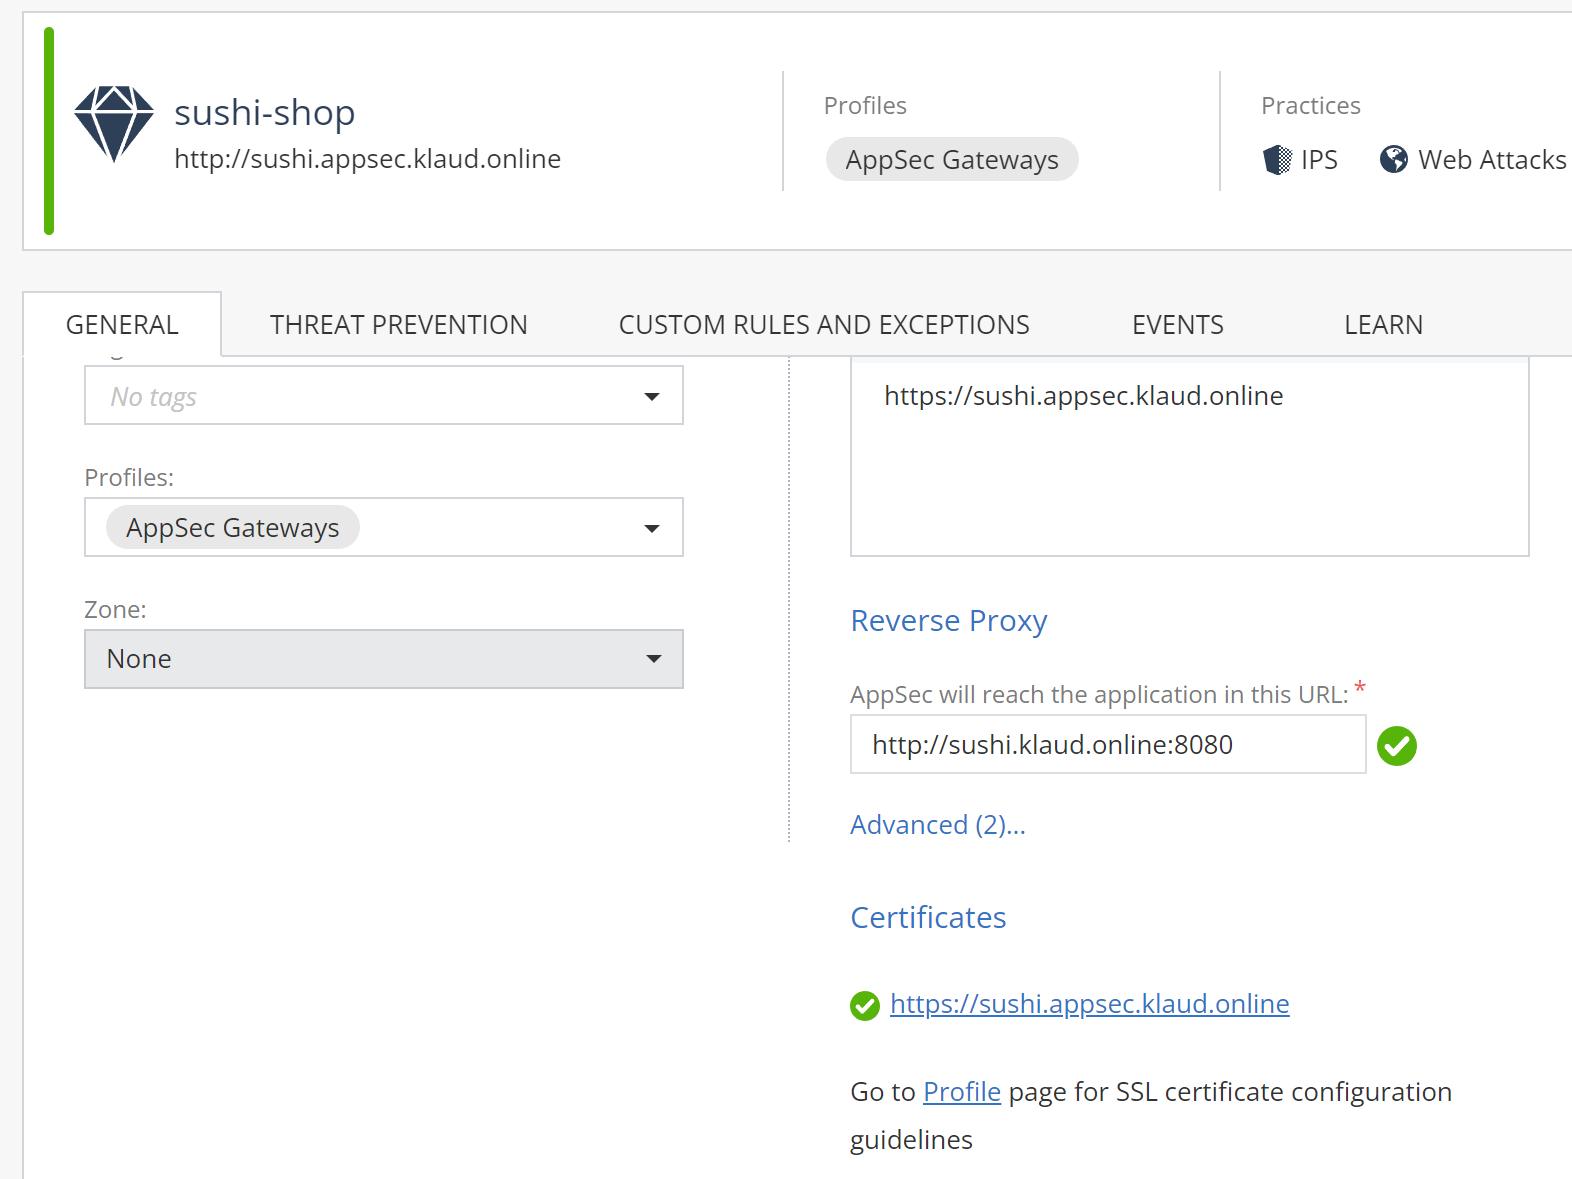 sushi-shop
http://sushi.appsec.klaud.online
Profiles
AppSec Gateways
Practices
IPS
Web Attacks
GENERAL
THREAT PREVENTION
CUSTOM RULES AND EXCEPTIONS
EVENTS
LEARN
No tags
Profiles:
AppSec Gateways
Zone:
None
https://sushi.appsec.klaud.online
Reverse Proxy
AppSec will reach the application in this URL: *
http://sushi.klaud.online:8080
Advanced (2)...
Certificates
https://sushi.appsec.klaud.online
Go to Profile page for SSL certificate configuration
guidelines